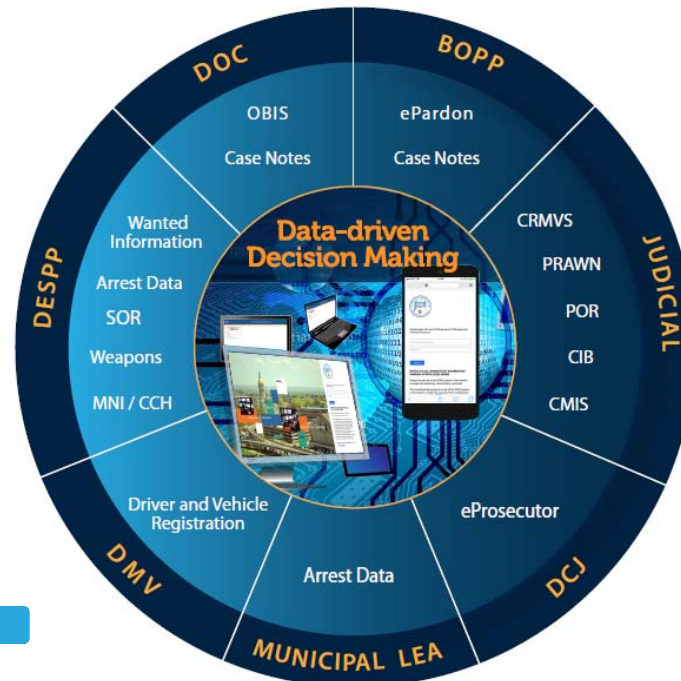 DOC
OBIS
Case Notes
BOPP
ePardon
Case Notes
JUDICIAL
CRMVS
PRAWN
POR
CIB
CMIS
DCJ
eProsecutor
MUNICIPAL LEA
Arrest Data
DMV
Driver and Vehicle
Registration
DESPP
Wanted
Information
Arrest Data
SOR
Weapons
MNI / CCH
Data-driven
Decision Making